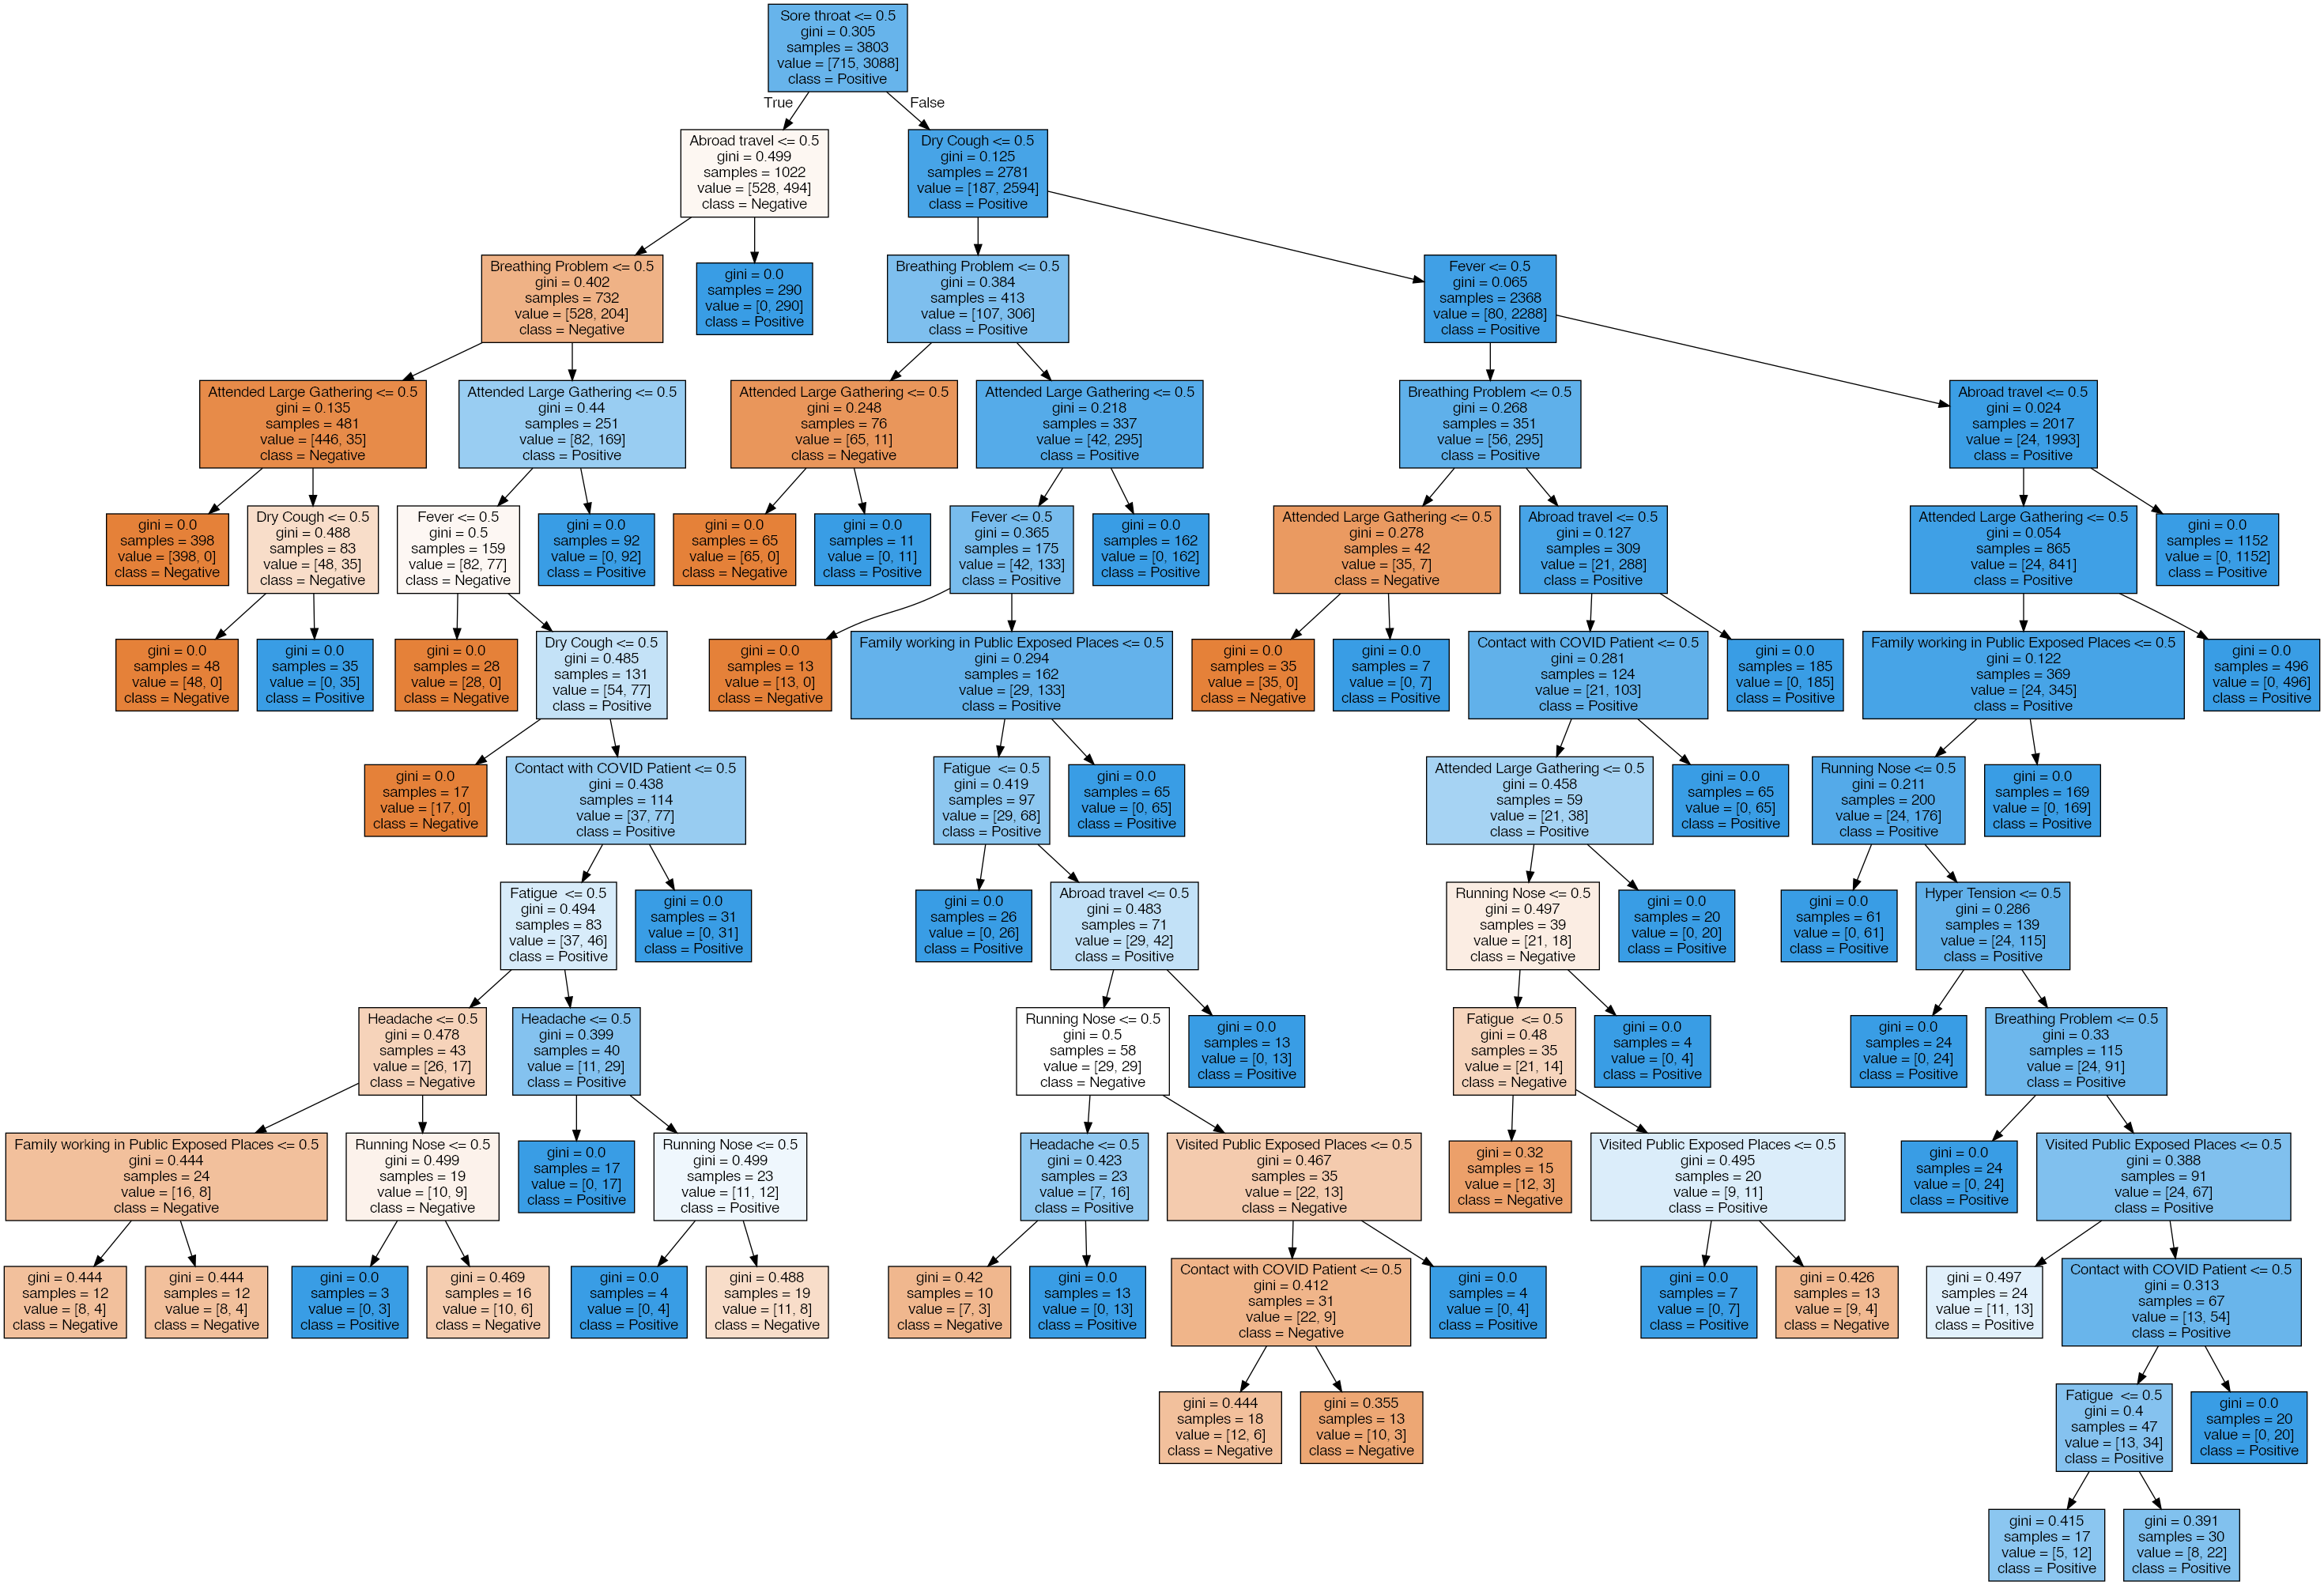 Sore throat <= 0.5
gini = 0.305
samples = 3803
value = [715, 3088]
class = Positive
True
False
Abroad travel <= 0.5
gini = 0.499
samples = 1022
value = [528, 494]
class = Negative
Dry Cough <= 0.5
gini = 0.125
samples = 2781
value = [187, 2594]
class = Positive
Breathing Problem <= 0.5
gini = 0.402
samples = 732
value = [528, 204]
class = Negative
gini = 0.0
samples = 290
value = [0, 290]
class = Positive
Breathing Problem <= 0.5
gini = 0.384
samples = 413
value = [107, 306]
class = Positive
Fever <= 0.5
gini = 0.065
samples = 2368
value = [80, 2288]
class = Positive
Attended Large Gathering <= 0.5
gini = 0.135
samples = 481
value = [446, 35]
class = Negative
Attended Large Gathering <= 0.5
gini = 0.44
samples = 251
value = [82, 169]
class = Positive
Attended Large Gathering <= 0.5
gini = 0.248
samples = 76
value = [65, 11]
class = Negative
Attended Large Gathering <= 0.5
gini = 0.218
samples = 337
value = [42, 295]
class = Positive
Breathing Problem <= 0.5
gini = 0.268
samples = 351
value = [56, 295]
class = Positive
Abroad travel <= 0.5
gini = 0.024
samples = 2017
value = [24, 1993]
class = Positive
gini = 0.0
samples = 398
value = [398, 0]
class = Negative
Dry Cough <= 0.5
gini = 0.488
samples = 83
value = [48, 35]
class = Negative
Fever <= 0.5
gini = 0.5
samples = 159
value = [82, 77]
class = Negative
gini = 0.0
samples = 92
value = [0, 92]
class = Positive
gini = 0.0
samples = 65
value = [65, 0]
class = Negative
gini = 0.0
samples = 11
value = [0, 11]
class = Positive
Fever <= 0.5
gini = 0.365
samples = 175
value = [42, 133]
class = Positive
gini = 0.0
samples = 162
value = [0, 162]
class = Positive
Attended Large Gathering <= 0.5
gini = 0.278
samples = 42
value = [35, 7]
class = Negative
Abroad travel <= 0.5
gini = 0.127
samples = 309
value = [21, 288]
class = Positive
Attended Large Gathering <= 0.5
gini = 0.054
samples = 865
value = [24, 841]
class = Positive
gini = 0.0
samples = 1152
value = [0, 1152]
class = Positive
gini = 0.0
samples = 48
value = [48, 0]
class = Negative
gini = 0.0
samples = 35
value = [0, 35]
class = Positive
gini = 0.0
samples = 28
value = [28, 0]
class = Negative
Dry Cough <= 0.5
gini = 0.485
samples = 131
value = [54, 77]
class = Positive
gini = 0.0
samples = 13
value = [13, 0]
class = Negative
Family working in Public Exposed Places <= 0.5
gini = 0.294
samples = 162
value = [29, 133]
class = Positive
gini = 0.0
samples = 35
value = [35, 0]
class = Negative
gini = 0.0
samples = 7
value = [0, 7]
class = Positive
Contact with COVID Patient <= 0.5
gini = 0.281
samples = 124
value = [21, 103]
class = Positive
gini = 0.0
samples = 185
value = [0, 185]
class = Positive
Family working in Public Exposed Places <= 0.5
gini = 0.122
samples = 369
value = [24, 345]
class = Positive
gini = 0.0
samples = 496
value = [0, 496]
class = Positive
gini = 0.0
samples = 17
value = [17, 0]
class = Negative
Contact with COVID Patient <= 0.5
gini = 0.438
samples = 114
value = [37, 77]
class = Positive
Fatigue  <= 0.5
gini = 0.419
samples = 97
value = [29, 68]
class = Positive
gini = 0.0
samples = 65
value = [0, 65]
class = Positive
Attended Large Gathering <= 0.5
gini = 0.458
samples = 59
value = [21, 38]
class = Positive
gini = 0.0
samples = 65
value = [0, 65]
class = Positive
Running Nose <= 0.5
gini = 0.211
samples = 200
value = [24, 176]
class = Positive
gini = 0.0
samples = 169
value = [0, 169]
class = Positive
Fatigue  <= 0.5
gini = 0.494
samples = 83
value = [37, 46]
class = Positive
gini = 0.0
samples = 31
value = [0, 31]
class = Positive
gini = 0.0
samples = 26
value = [0, 26]
class = Positive
Abroad travel <= 0.5
gini = 0.483
samples = 71
value = [29, 42]
class = Positive
Running Nose <= 0.5
gini = 0.497
samples = 39
value = [21, 18]
class = Negative
gini = 0.0
samples = 20
value = [0, 20]
class = Positive
gini = 0.0
samples = 61
value = [0, 61]
class = Positive
Hyper Tension <= 0.5
gini = 0.286
samples = 139
value = [24, 115]
class = Positive
Headache <= 0.5
gini = 0.478
samples = 43
value = [26, 17]
class = Negative
Headache <= 0.5
gini = 0.399
samples = 40
value = [11, 29]
class = Positive
Running Nose <= 0.5
gini = 0.5
samples = 58
value = [29, 29]
class = Negative
gini = 0.0
samples = 13
value = [0, 13]
class = Positive
Fatigue  <= 0.5
gini = 0.48
samples = 35
value = [21, 14]
class = Negative
gini = 0.0
samples = 4
value = [0, 4]
class = Positive
gini = 0.0
samples = 24
value = [0, 24]
class = Positive
Breathing Problem <= 0.5
gini = 0.33
samples = 115
value = [24, 91]
class = Positive
Family working in Public Exposed Places <= 0.5
gini = 0.444
samples = 24
value = [16, 8]
class = Negative
Running Nose <= 0.5
gini = 0.499
samples = 19
value = [10, 9]
class = Negative
gini = 0.0
samples = 17
value = [0, 17]
class = Positive
Running Nose <= 0.5
gini = 0.499
samples = 23
value = [11, 12]
class = Positive
Headache <= 0.5
gini = 0.423
samples = 23
value = [7, 16]
class = Positive
Visited Public Exposed Places <= 0.5
gini = 0.467
samples = 35
value = [22, 13]
class = Negative
gini = 0.32
samples = 15
value = [12, 3]
class = Negative
Visited Public Exposed Places <= 0.5
gini = 0.495
samples = 20
value = [9, 11]
class = Positive
gini = 0.0
samples = 24
value = [0, 24]
class = Positive
Visited Public Exposed Places <= 0.5
gini = 0.388
samples = 91
value = [24, 67]
class = Positive
gini = 0.444
samples = 12
value = [8, 4]
class = Negative
gini = 0.444
samples = 12
value = [8, 4]
class = Negative
gini = 0.0
samples = 3
value = [0, 3]
class = Positive
gini = 0.469
samples = 16
value = [10, 6]
class = Negative
gini = 0.0
samples = 4
value = [0, 4]
class = Positive
gini = 0.488
samples = 19
value = [11, 8]
class = Negative
gini = 0.42
samples = 10
value = [7, 3]
class = Negative
gini = 0.0
samples = 13
value = [0, 13]
class = Positive
Contact with COVID Patient <= 0.5
gini = 0.412
samples = 31
value = [22, 9]
class = Negative
gini = 0.0
samples = 4
value = [0, 4]
class = Positive
gini = 0.0
samples = 7
value = [0, 7]
class = Positive
gini = 0.426
samples = 13
value = [9, 4]
class = Negative
gini = 0.497
samples = 24
value = [11, 13]
class = Positive
Contact with COVID Patient <= 0.5
gini = 0.313
samples = 67
value = [13, 54]
class = Positive
gini = 0.444
samples = 18
value = [12, 6]
class = Negative
gini = 0.355
samples = 13
value = [10, 3]
class = Negative
Fatigue  <= 0.5
gini = 0.4
samples = 47
value = [13, 34]
class = Positive
gini = 0.0
samples = 20
value = [0, 20]
class = Positive
gini = 0.415
samples = 17
value = [5, 12]
class = Positive
gini = 0.391
samples = 30
value = [8, 22]
class = Positive